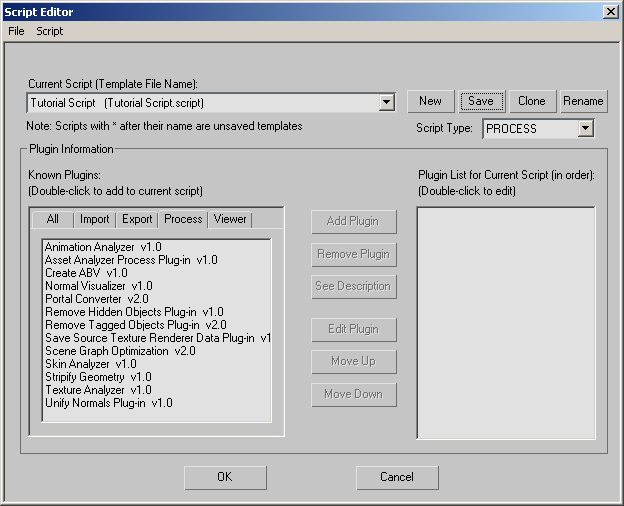 Script Editor
File Script
Current Script (Template File Name):
Tutorial Script (Tutorial Script.script)
New Save Clone Rename
Note: Scripts with * after their name are unsaved templates
Script Type: PROCESS
Plugin Information
Known Plugins:
(Double-click to add to current script)
Plugin List for Current Script (in order):
(Double-click to edit)
All Import Export Process Viewer
Animation Analyzer v1.0
Asset Analyzer Process Plug-in v1.0
Create ABV v1.0
Normal Visualizer v1.0
Portal Converter v2.0
Remove Hidden Objects Plug-in v1.0
Remove Tagged Objects Plug-in v2.0
Save Source Texture Renderer Data Plug-in v1
Scene Graph Optimization v2.0
Skin Analyzer v1.0
Stripify Geometry v1.0
Texture Analyzer v1.0
Unify Normals Plug-in v1.0
Add Plugin
Remove Plugin
See Description
Edit Plugin
Move Up
Move Down
OK Cancel